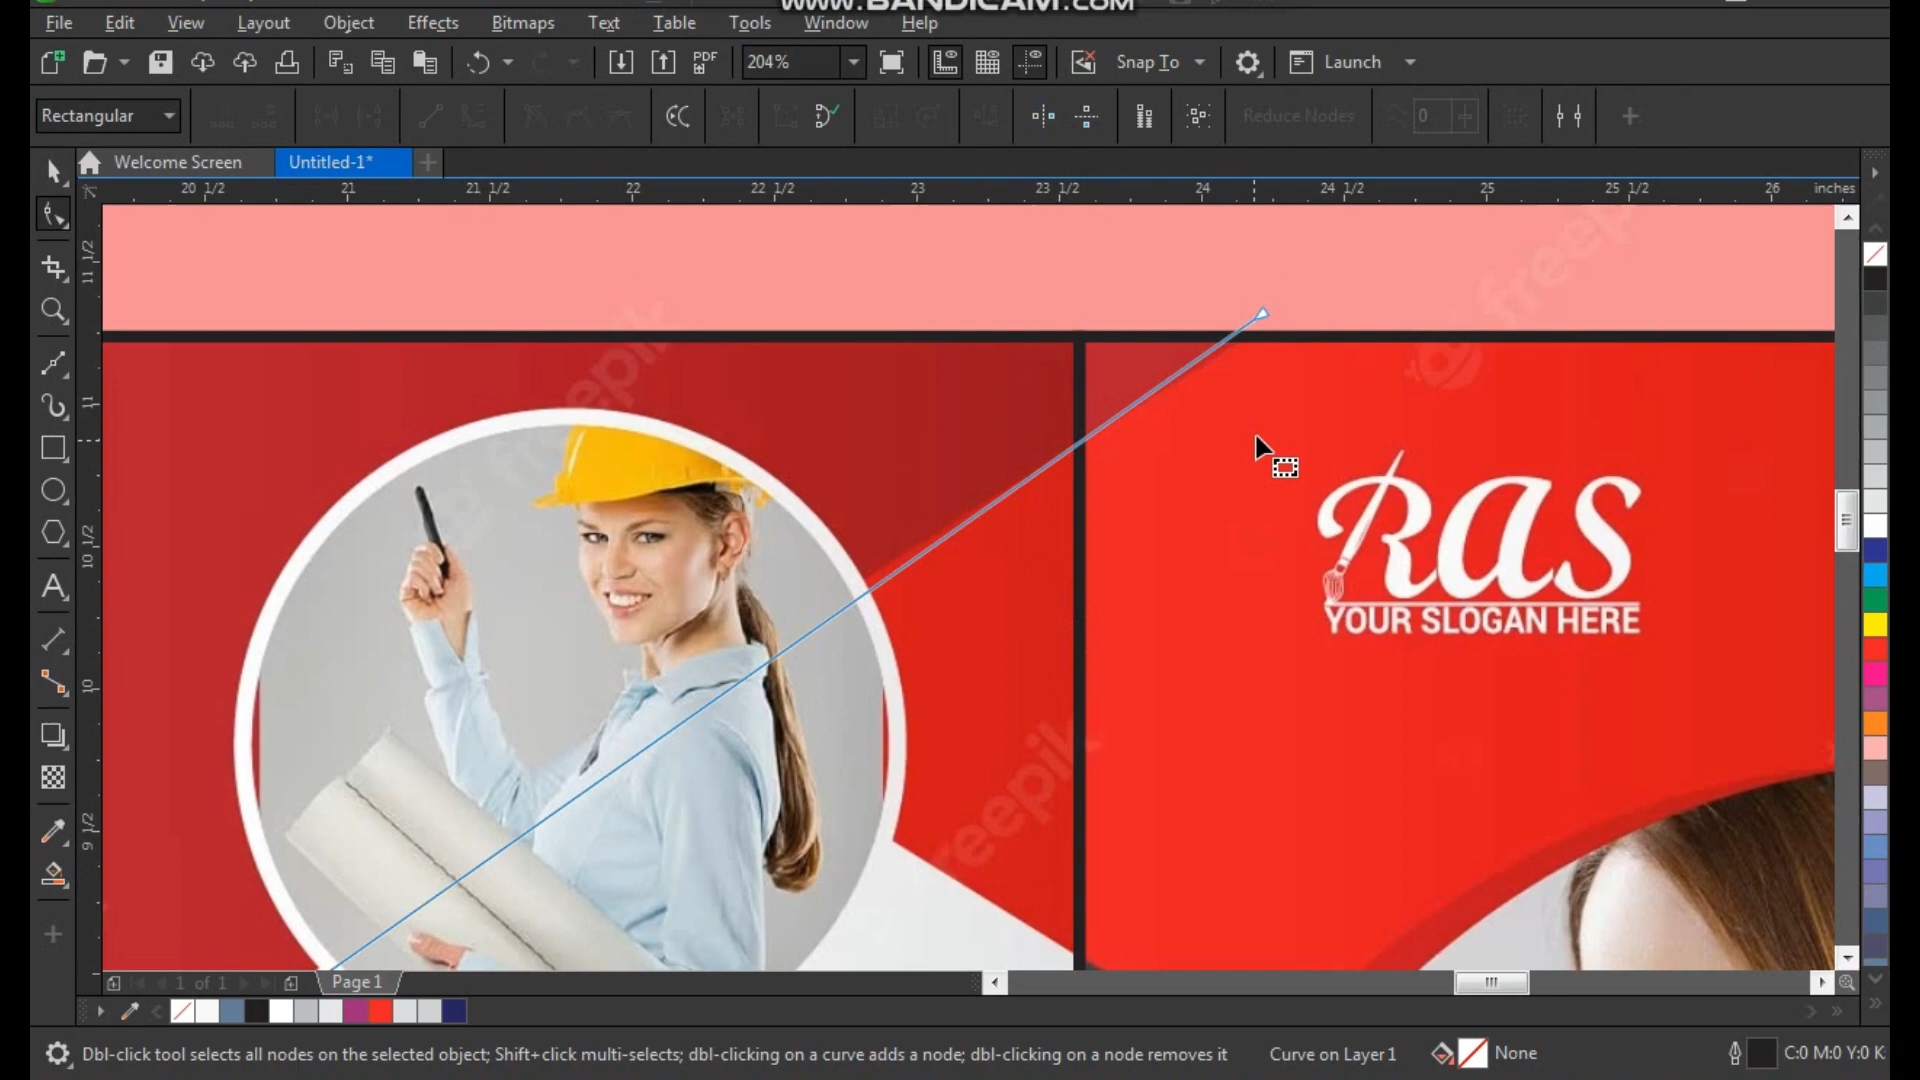 www.BANDICAM.com
File Edit View Layout Object Effects Bitmaps Text Table Tools Window Help
PDF 204% Snap To Launch
Rectangular Reduce Nodes 0
Welcome Screen Untitled-1*
20 1/2 21 21 1/2 22 22 1/2 23 23 1/2 24 24 1/2 25 25 1/2 26 inches
11 1/2
11
10 1/2
10
9 1/2
freepik
freepik
freepik
freepik
RAS
YOUR SLOGAN HERE
1 of 1 Page 1
Dbl-click tool selects all nodes on the selected object; Shift+click multi-selects; dbl-clicking on a curve adds a node; dbl-clicking on a node removes it Curve on Layer 1 None C:0 M:0 Y:0 K